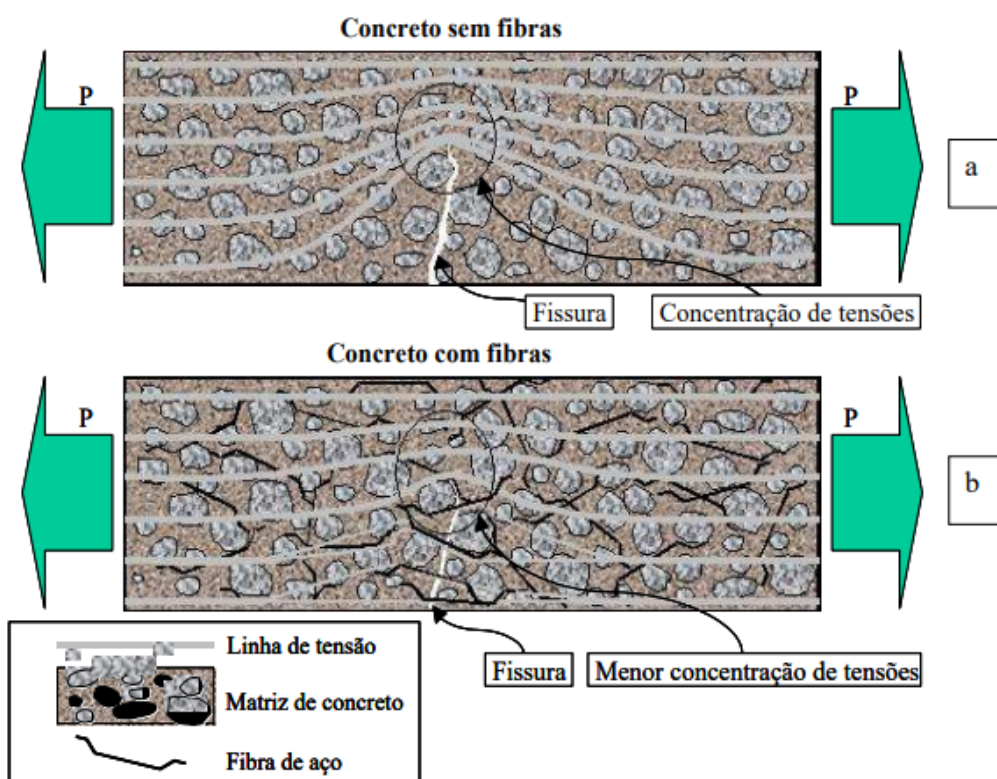 Concreto sem fibras
P
P
a
Fissura
Concentração de tensões
Concreto com fibras
P
P
b
Fissura
Menor concentração de tensões
Linha de tensão
Matriz de concreto
Fibra de aço